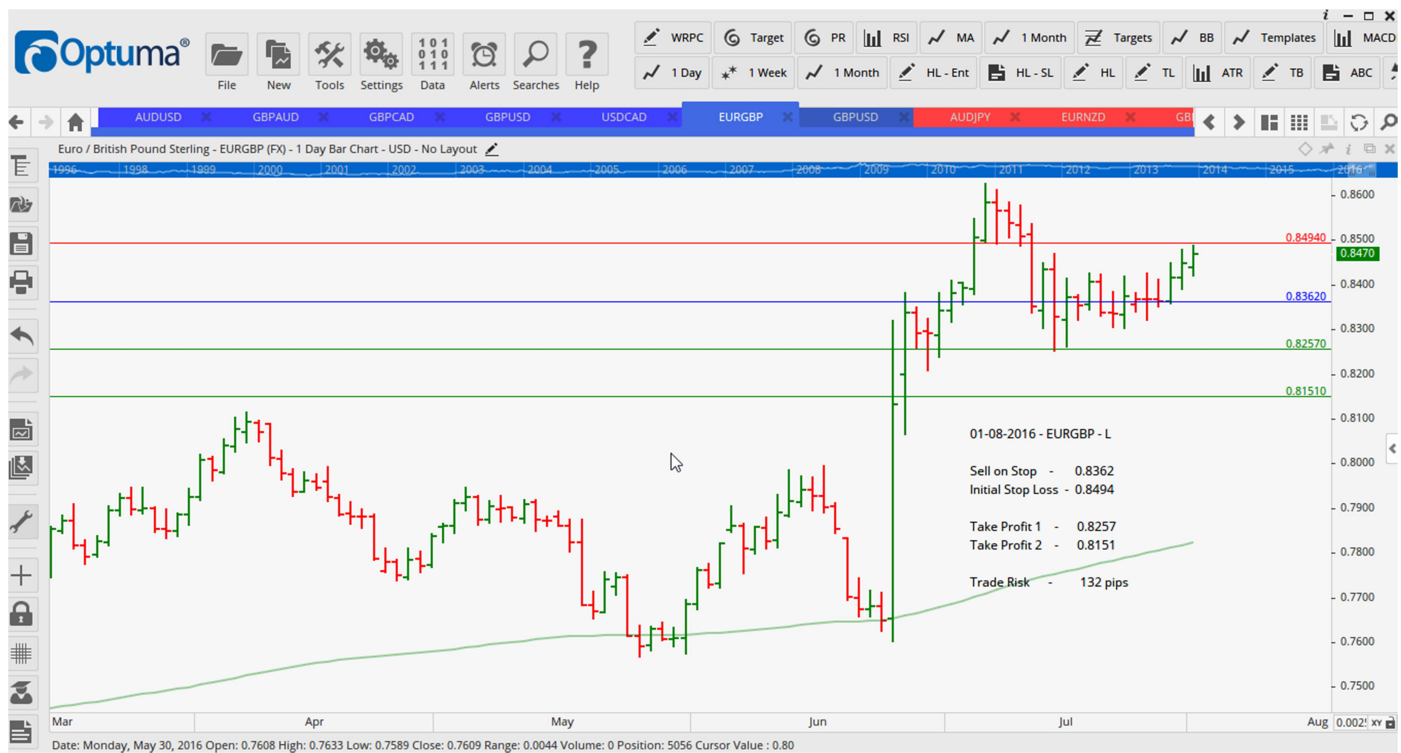 i
Optuma®
File
New
Tools
Settings
101
010
111
Data
Alerts
Searches
?
Help
WRPC
Target
PR
RSI
MA
1 Month
Targets
BB
Templates
MACD
1 Day
1 Week
1 Month
HL - Ent
HL - SL
HL
TL
ATR
TB
ABC
AUDUSD
GBPAUD
GBPCAD
GBPUSD
USDCAD
EURGBP
GBPUSD
AUDJPY
EURNZD
Euro / British Pound Sterling - EURGBP (FX) - 1 Day Bar Chart - USD - No Layout
1996 1998 1999 2000 2001 2002 2003 2004 2005 2006 2007 2008 2009 2010 2011 2012 2013 2014 2015 2016
0.8600
0.84940
0.8500
0.8470
0.8400
0.83620
0.8300
0.82570
0.8200
0.81510
0.8100
01-08-2016 - EURGBP - L
0.8000
Sell on Stop - 0.8362
Initial Stop Loss - 0.8494
0.7900
Take Profit 1 - 0.8257
Take Profit 2 - 0.8151
0.7800
Trade Risk - 132 pips
0.7700
0.7600
0.7500
Mar Apr May Jun Jul Aug
XY
Date: Monday, May 30, 2016 Open: 0.7608 High: 0.7633 Low: 0.7589 Close: 0.7609 Range: 0.0044 Volume: 0 Position: 5056 Cursor Value : 0.80